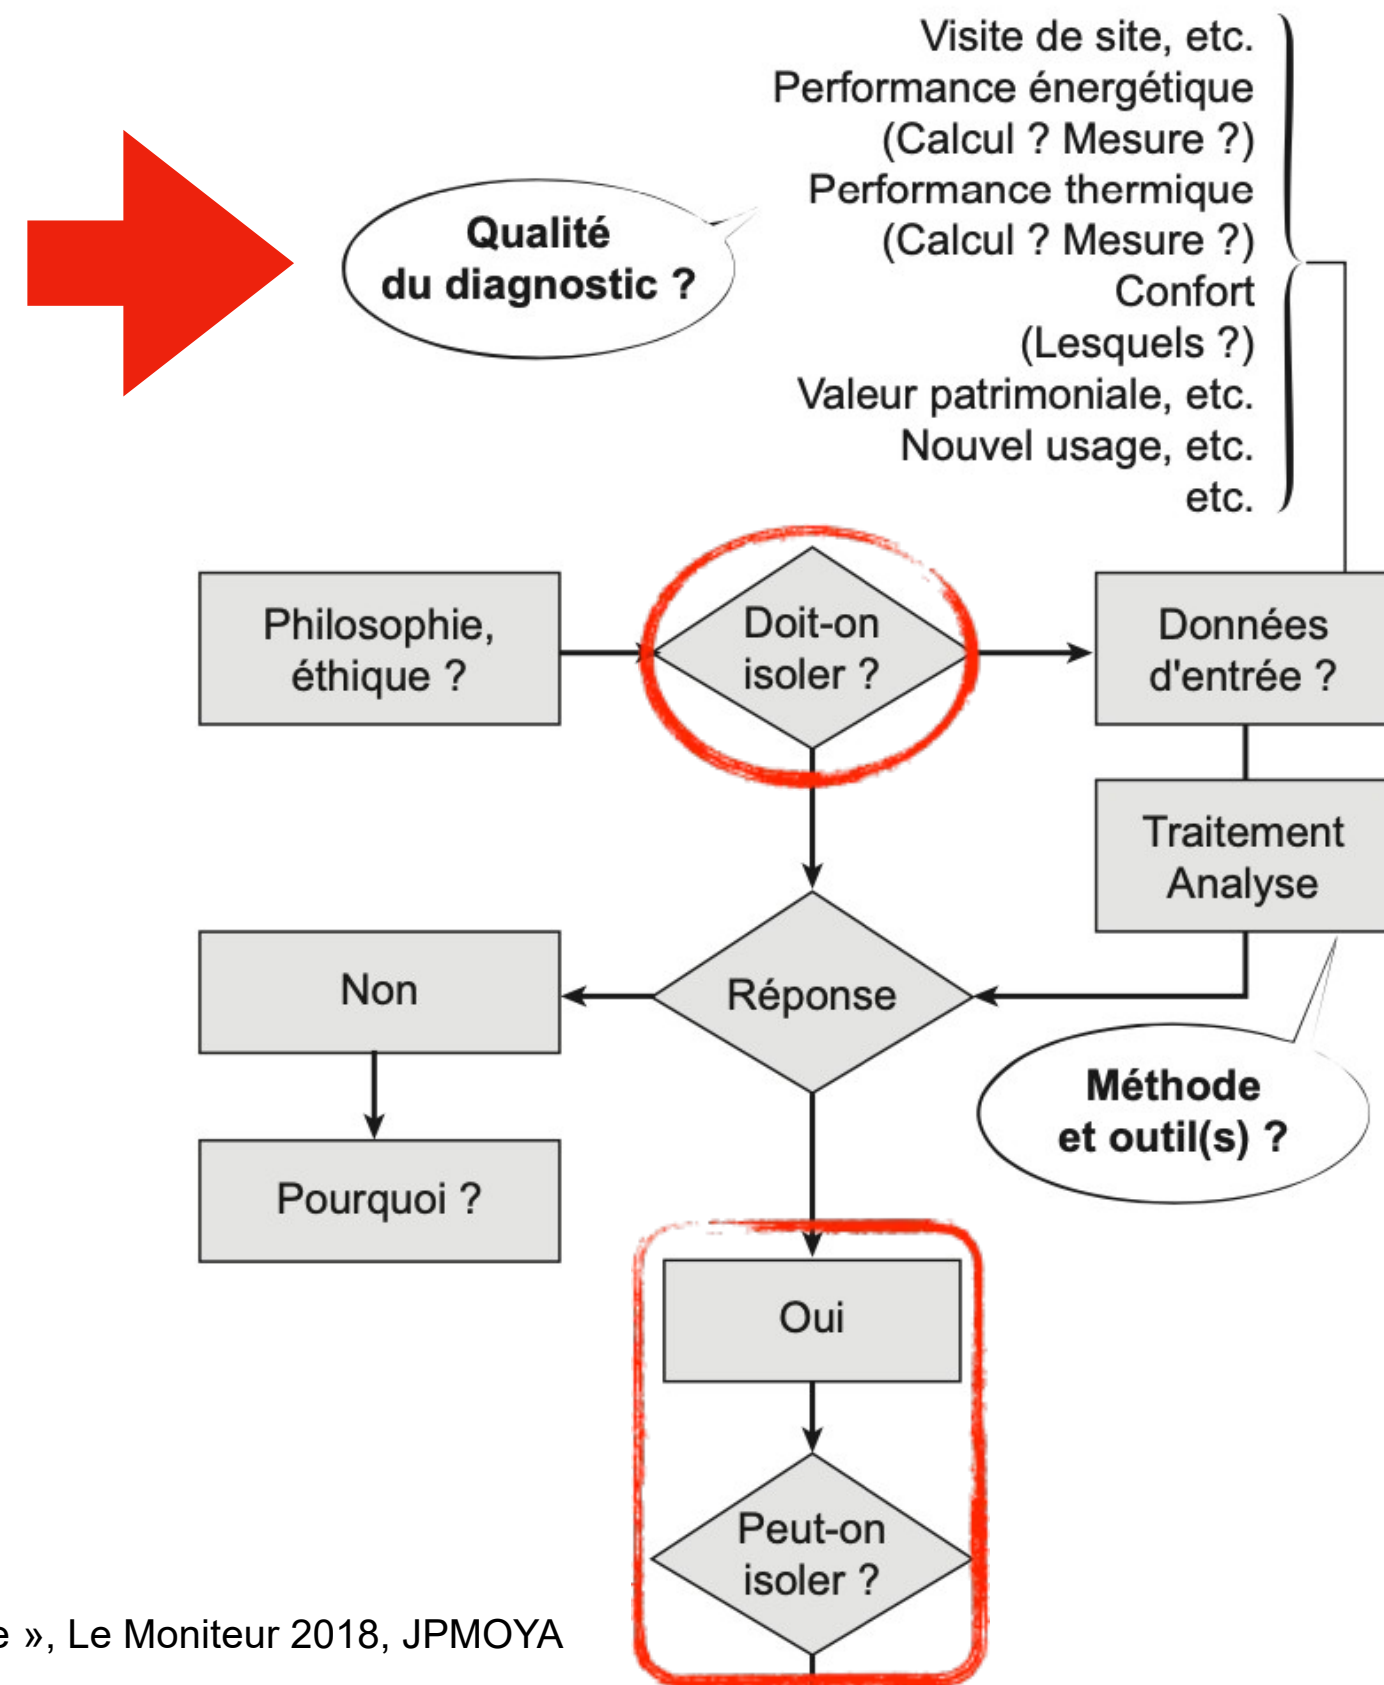 Visite de site, etc.
Performance énergétique
(Calcul ? Mesure ?)
Performance thermique
(Calcul ? Mesure ?)
Confort
(Lesquels ?)
Valeur patrimoniale, etc.
Nouvel usage, etc.
etc.
Qualité
du diagnostic ?
Philosophie,
éthique ?
Doit-on
isoler ?
Données
d'entrée ?
Traitement
Analyse
Non
Réponse
Méthode
et outil(s) ?
Pourquoi ?
Oui
Peut-on
isoler ?
», Le Moniteur 2018, JPMOYA